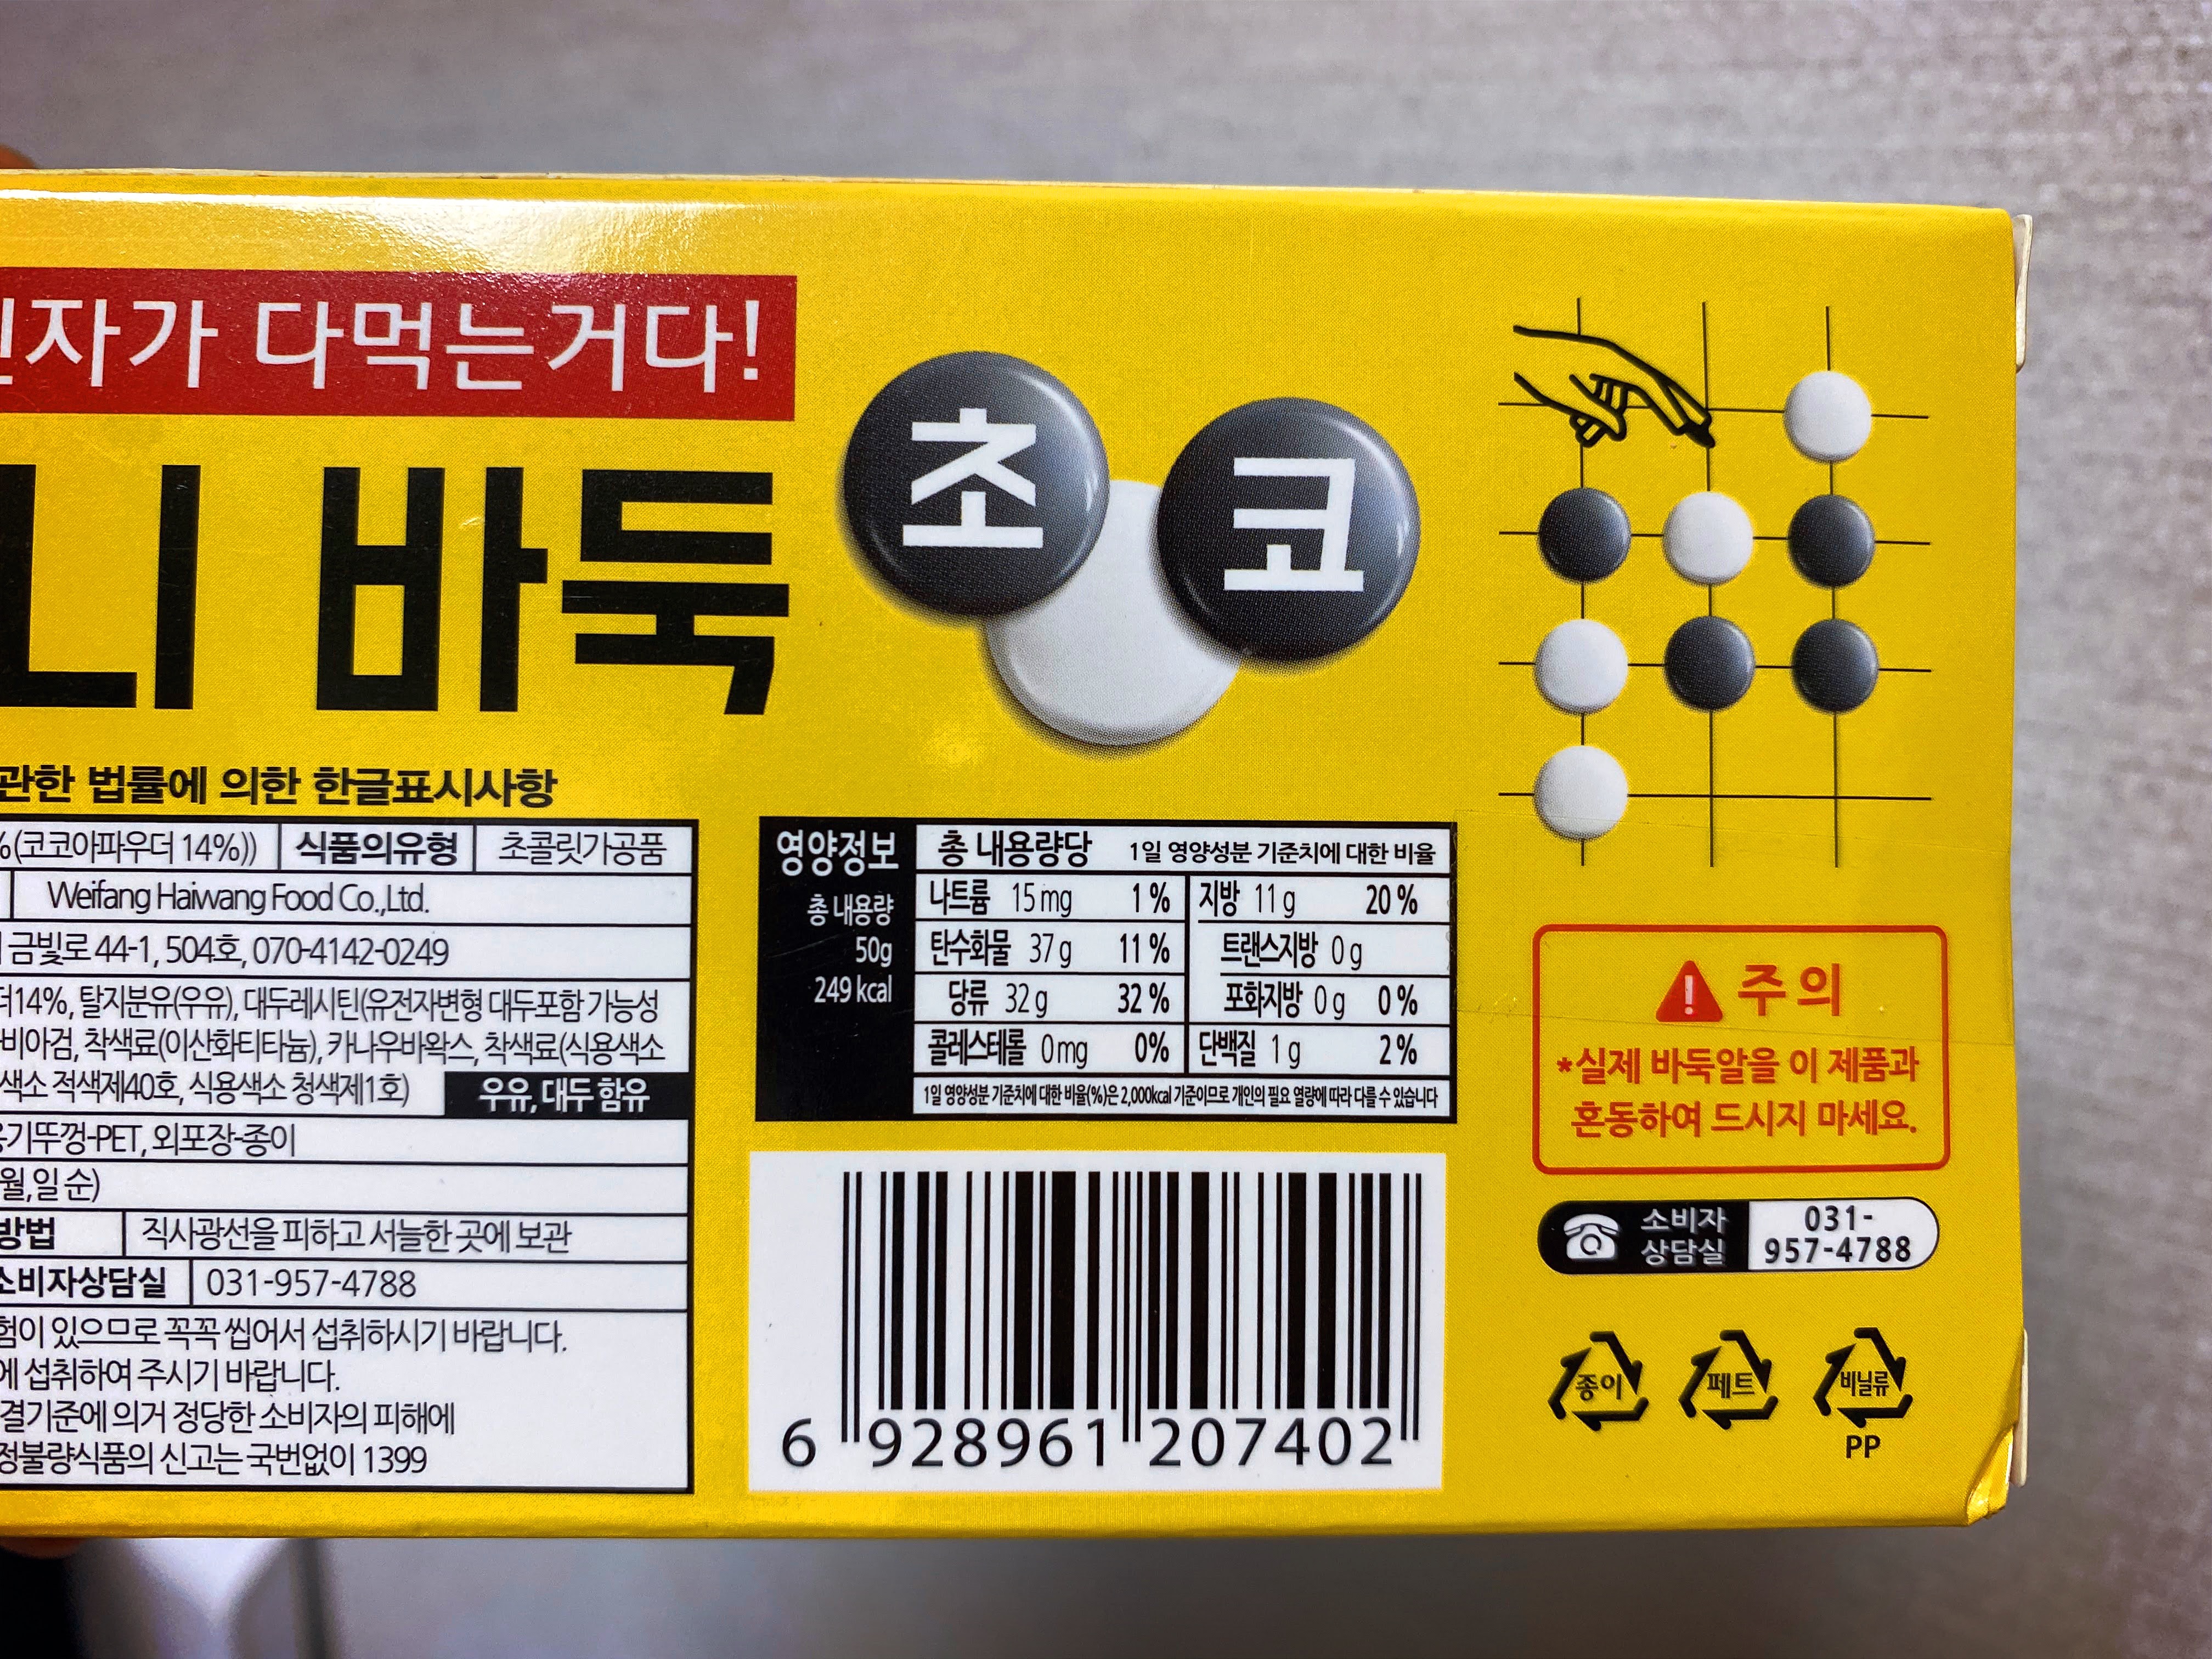 자가 다먹는거다!
니 바둑
초
코
관한 법률에 의한 한글표시사항
%(코코아파우더 14%))
식품의유형
초콜릿가공품
Weifang Haiwang Food Co.,Ltd.
금빛로 44-1, 504호, 070-4142-0249
더14%, 탈지분유(우유), 대두레시틴(유전자변형 대두포함 가능성
비아검, 착색료(이산화티타늄), 카나우바왁스, 착색료(식용색소
색소 적색제40호, 식용색소 청색제1호)
우유, 대두 함유
기뚜껑-PET, 외포장-종이
월,일 순)
방법
직사광선을 피하고 서늘한 곳에 보관
소비자상담실
031-957-4788
험이 있으므로 꼭꼭 씹어서 섭취하시기 바랍니다.
에 섭취하여 주시기 바랍니다.
결기준에 의거 정당한 소비자의 피해에
정불량식품의 신고는 국번없이 1399
영양정보
총 내용량
50g
249 kcal
총 내용량당 1일 영양성분 기준치에 대한 비율
나트륨 15 mg 1 % 지방 11 g 20 %
탄수화물 37 g 11 % 트랜스지방 0 g
당류 32 g 32 % 포화지방 0 g 0 %
콜레스테롤 0 mg 0% 단백질 1 g 2 %
1일 영양성분 기준치에 대한 비율(%)은 2,000kcal 기준이므로 개인의 필요 열량에 따라 다를 수 있습니다
6 928961 207402
주의
*실제 바둑알을 이 제품과
혼동하여 드시지 마세요.
소비자
상담실
031-
957-4788
종이
페트
비닐류
PP